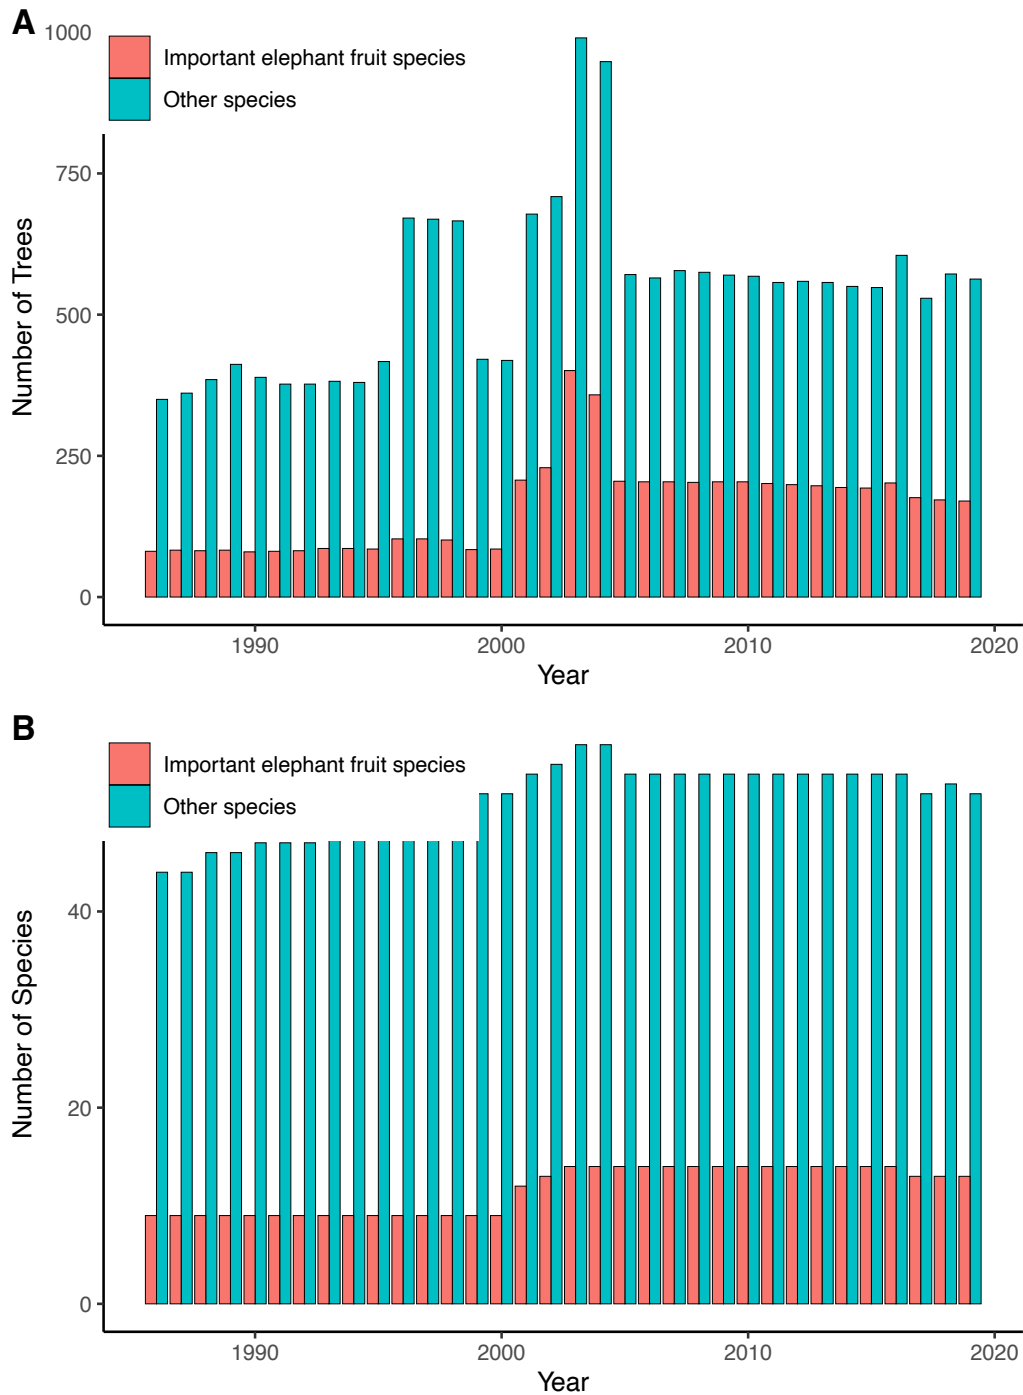 A
1000
Important elephant fruit species
Other species
750
500
250
0
Number of Trees
1990 2000 2010 2020
Year
B
Important elephant fruit species
Other species
40
20
0
Number of Species
1990 2000 2010 2020
Year